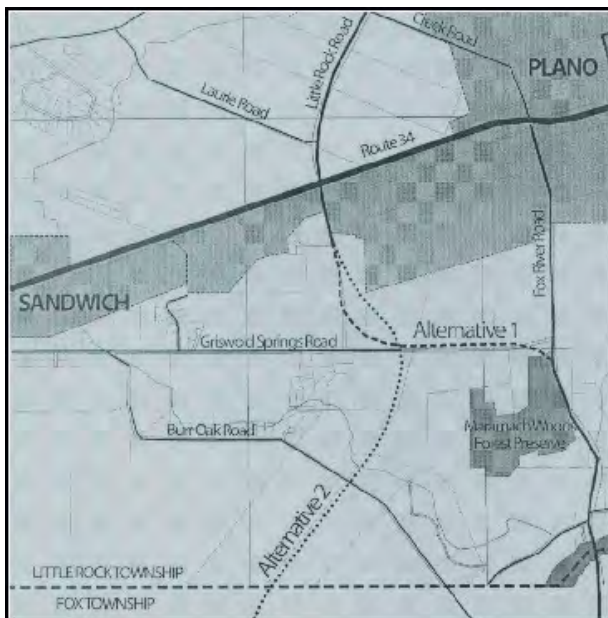 Creek Road
Little Rock Road
PLANO
Laurie Road
Route 34
Fox River Road
SANDWICH
Griswold Springs Road
Alternative 1
Burr Oak Road
Maramech Woods
Forest Preserve
Alternative 2
LITTLE ROCK TOWNSHIP
FOX TOWNSHIP